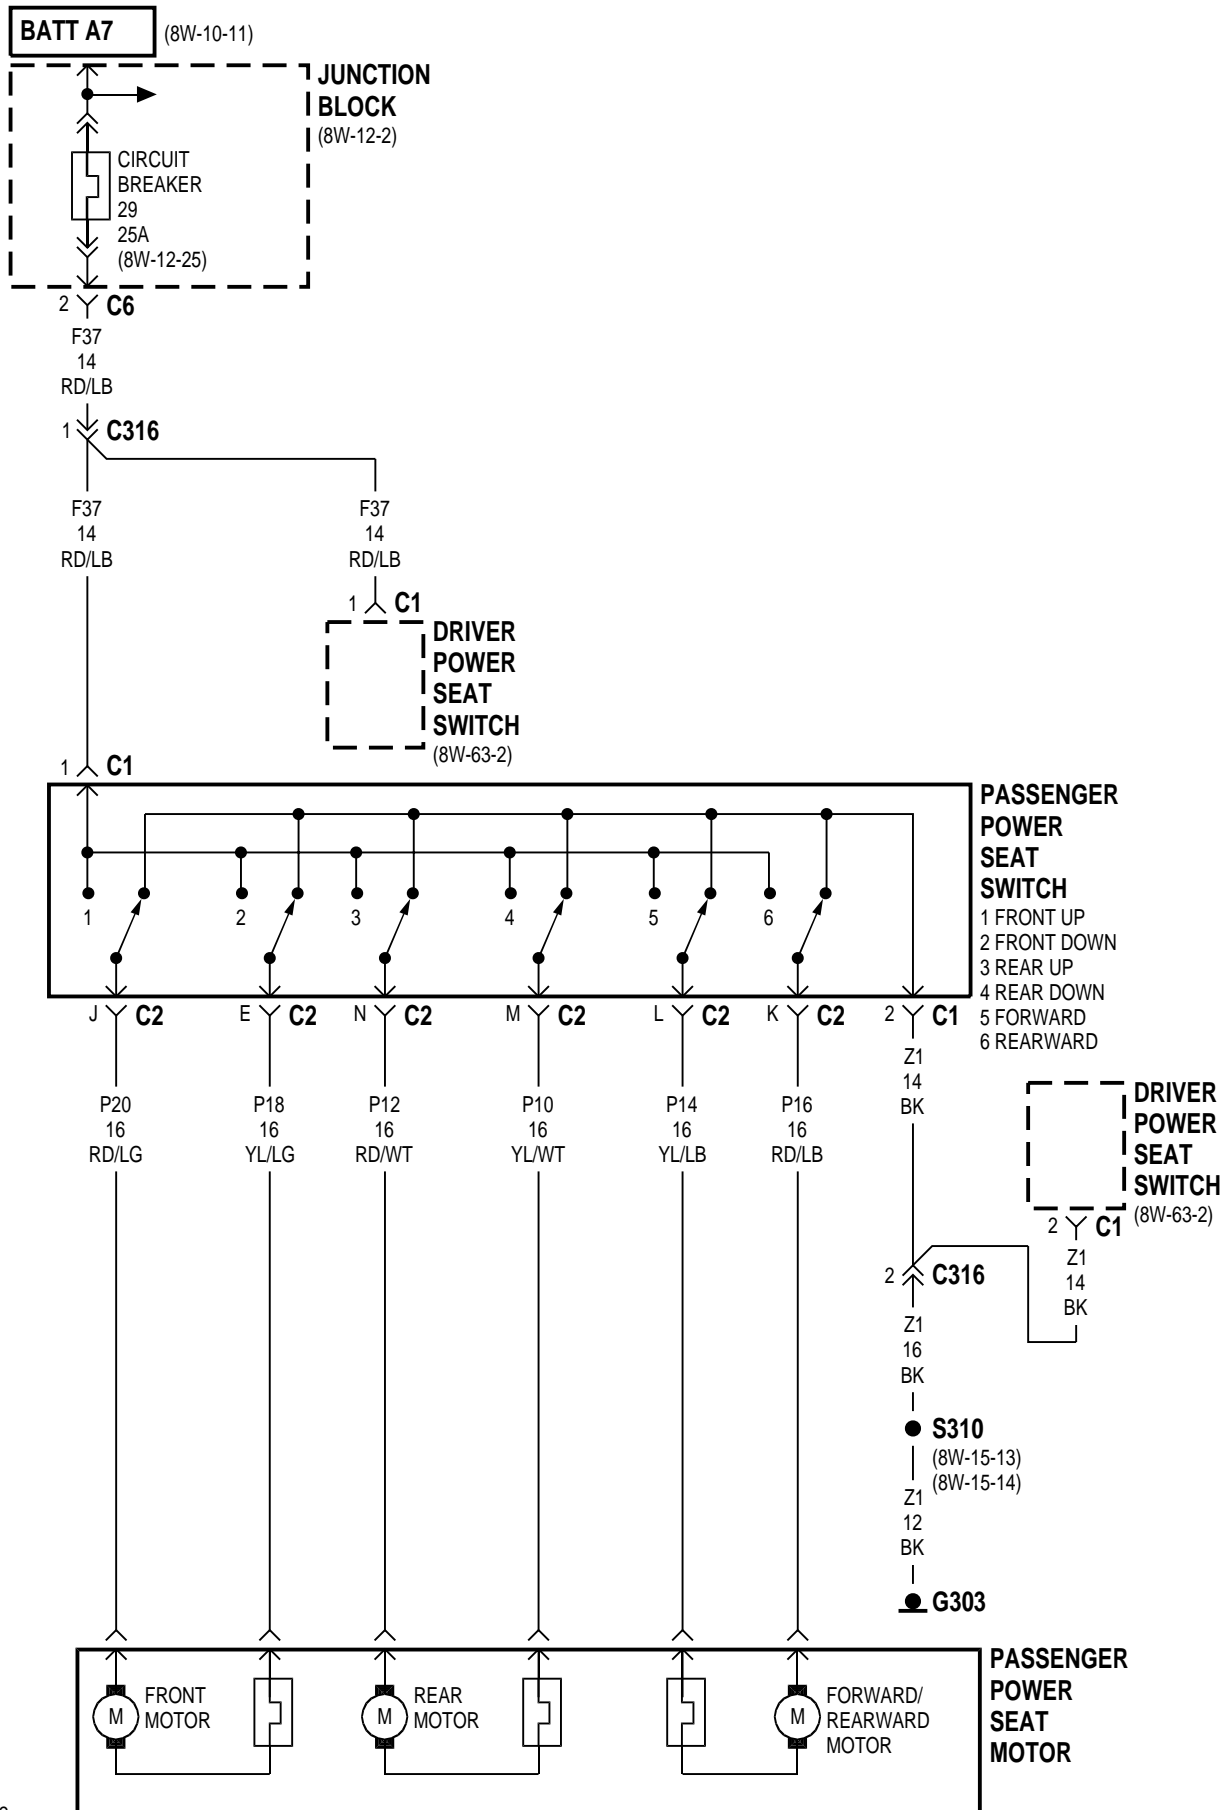 BATT A7 (8W-10-11)
JUNCTION
BLOCK
(8W-12-2)
CIRCUIT
BREAKER
29
25A
(8W-12-25)
2 C6
F37
14
RD/LB
1 C316
F37
14
RD/LB
F37
14
RD/LB
1 C1
DRIVER
POWER
SEAT
SWITCH
(8W-63-2)
1 C1
PASSENGER
POWER
SEAT
SWITCH
1 FRONT UP
2 FRONT DOWN
3 REAR UP
4 REAR DOWN
5 FORWARD
6 REARWARD
1 2 3 4 5 6
J C2 E C2 N C2 M C2 L C2 K C2 2 C1
Z1
14
BK
P20
16
RD/LG
P18
16
YL/LG
P12
16
RD/WT
P10
16
YL/WT
P14
16
YL/LB
P16
16
RD/LB
DRIVER
POWER
SEAT
SWITCH
(8W-63-2)
2 C1
Z1
14
BK
2 C316
Z1
16
BK
S310
(8W-15-13)
(8W-15-14)
Z1
12
BK
G303
PASSENGER
POWER
SEAT
MOTOR
M
FRONT
MOTOR
M
REAR
MOTOR
M
FORWARD/
REARWARD
MOTOR